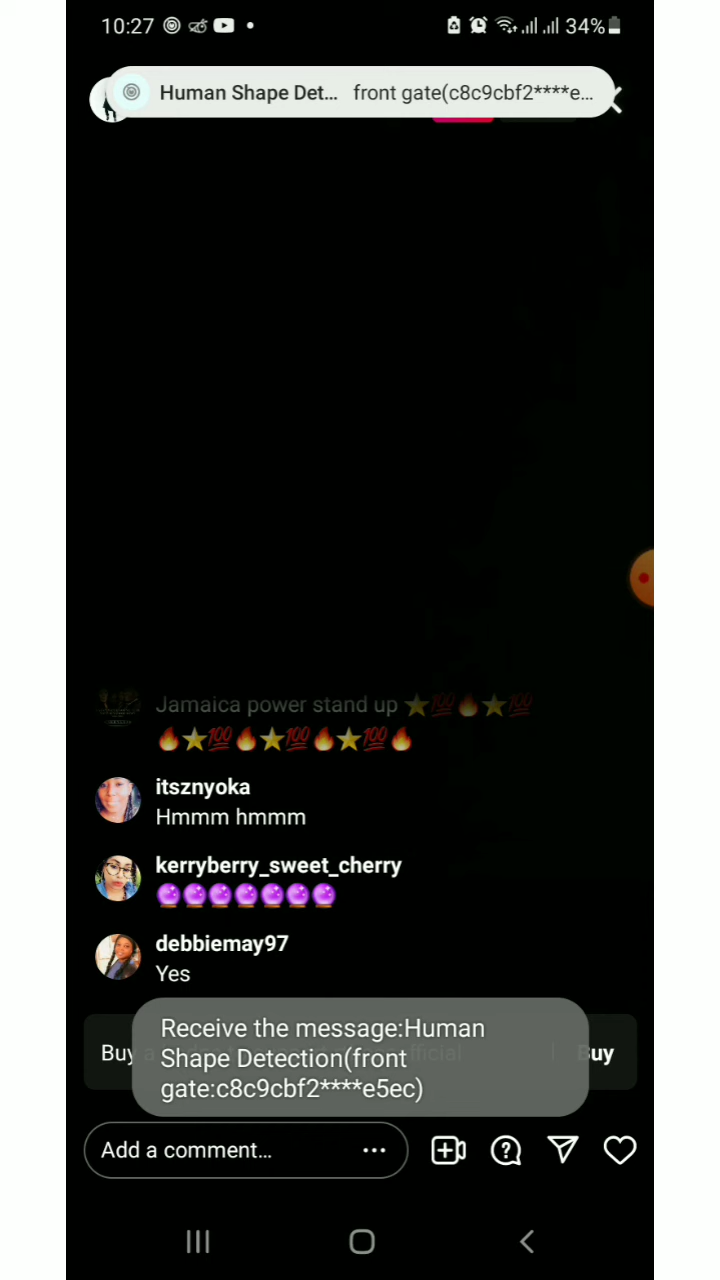 10:27
34%
Human Shape Det... front gate(c8c9cbf2****e...
Jamaica power stand up ⭐💯🔥⭐💯
🔥⭐💯🔥⭐💯🔥⭐💯🔥
itsznyoka
Hmmm hmmm
kerryberry_sweet_cherry
🔮🔮🔮🔮🔮🔮🔮
debbiemay97
Yes
Buy
Buy
Receive the message:Human
Shape Detection(front
gate:c8c9cbf2****e5ec)
Add a comment...